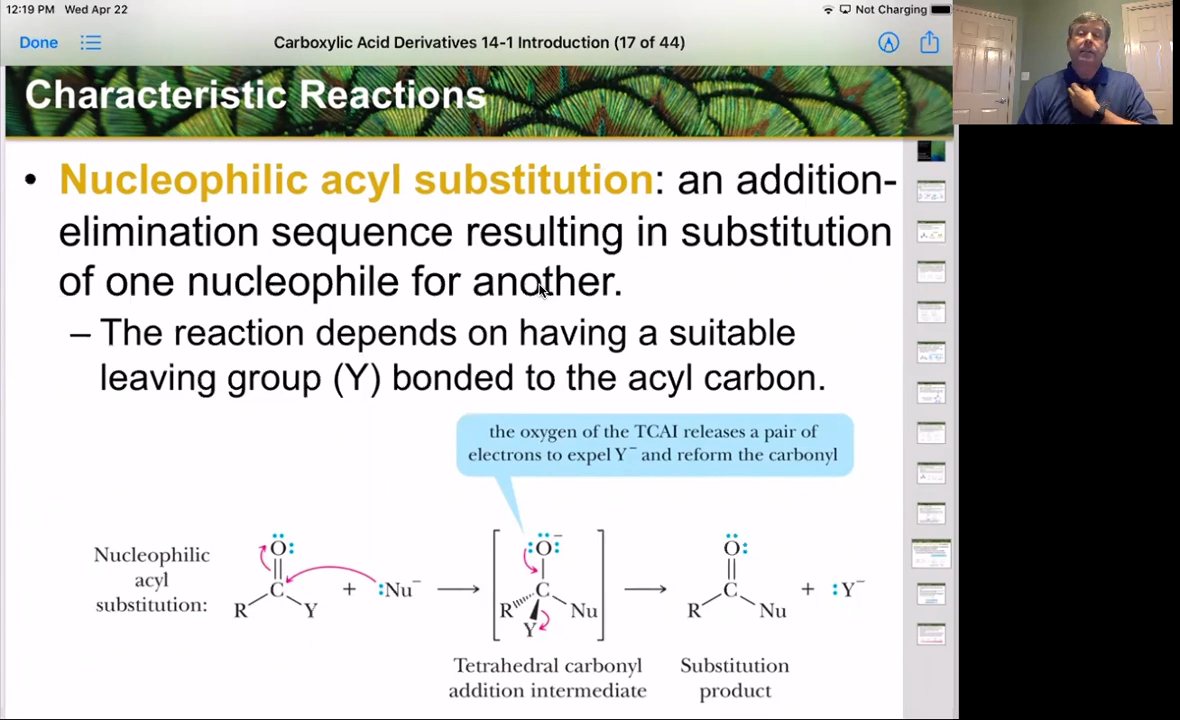 12:19 PM Wed Apr 22
Not Charging
Done
Carboxylic Acid Derivatives 14-1 Introduction (17 of 44)
Characteristic Reactions
• Nucleophilic acyl substitution: an addition-
elimination sequence resulting in substitution
of one nucleophile for another.
– The reaction depends on having a suitable
leaving group (Y) bonded to the acyl carbon.
the oxygen of the TCAI releases a pair of
electrons to expel Y⁻ and reform the carbonyl
Nucleophilic
acyl
substitution:
O
C
R
Y
+ :Nu⁻
O⁻
C
R
Nu
Y
O
C
R
Nu
+ :Y⁻
Tetrahedral carbonyl
addition intermediate
Substitution
product